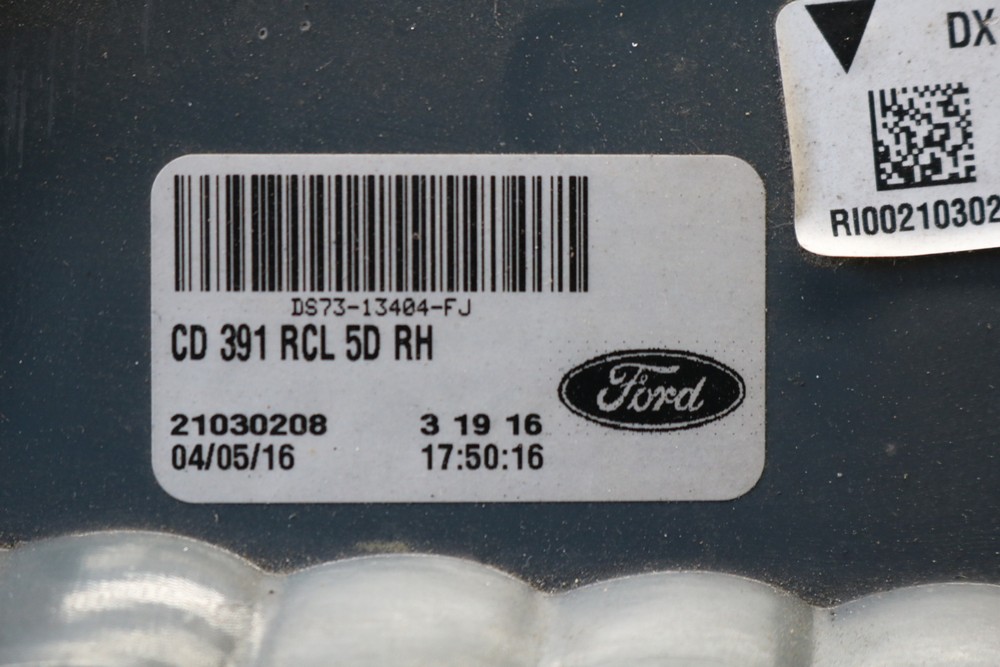 DX
RI00210302
DS73-13404-FJ
CD 391 RCL 5D RH
21030208 3 19 16
04/05/16 17:50:16
Ford